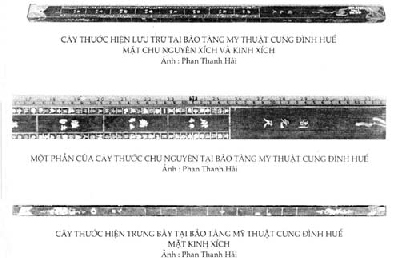 CÂY THƯỚC HIỆN LƯU TRỮ TẠI BẢO TÀNG MỸ THUẬT CUNG ĐÌNH HUẾ
MẶT CHU NGUYÊN XÍCH VÀ KINH XÍCH
Ảnh : Phan Thanh Hải
MỘT PHẦN CỦA CÂY THƯỚC CHU NGUYÊN TẠI BẢO TÀNG MỸ THUẬT CUNG ĐÌNH HUẾ
Ảnh : Phan Thanh Hải
CÂY THƯỚC HIỆN TRƯNG BÀY TẠI BẢO TÀNG MỸ THUẬT CUNG ĐÌNH HUẾ
MẶT KINH XÍCH
Ảnh : Phan Thanh Hải